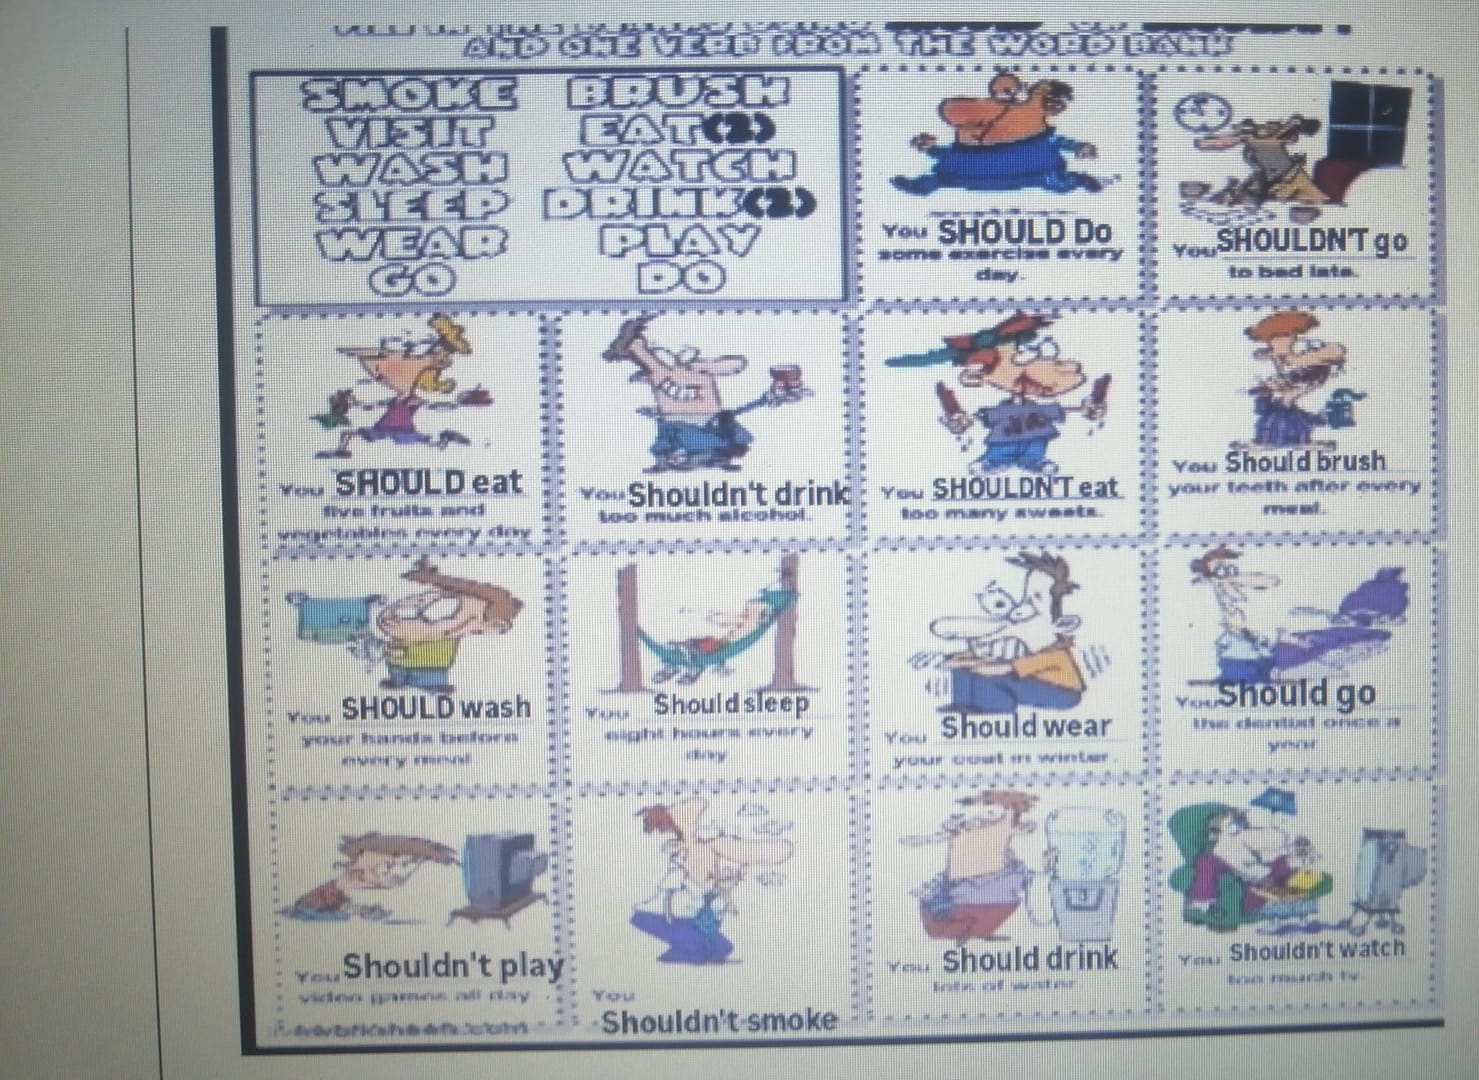 AND ONE VERB FROM THE WORD BANK
SMOKE BRUSH
VISIT EAT(2)
WASH WATCH
SLEEP DRINK(2)
WEAR PLAY
GO DO
You SHOULD Do
some exercise every
day.
You SHOULDN'T go
to bed late.
You SHOULD eat
five fruits and
vegetables every day
You Shouldn't drink
too much alcohol.
You SHOULDN'T eat
too many sweets.
You Should brush
your teeth after every
meal.
You SHOULD wash
your hands before
every meal
You Should sleep
eight hours every
day
You Should wear
your coat in winter.
You Should go
the dentist once a
year
You Shouldn't play
video games all day
You
Shouldn't smoke
You Should drink
lots of water
You Shouldn't watch
too much tv.